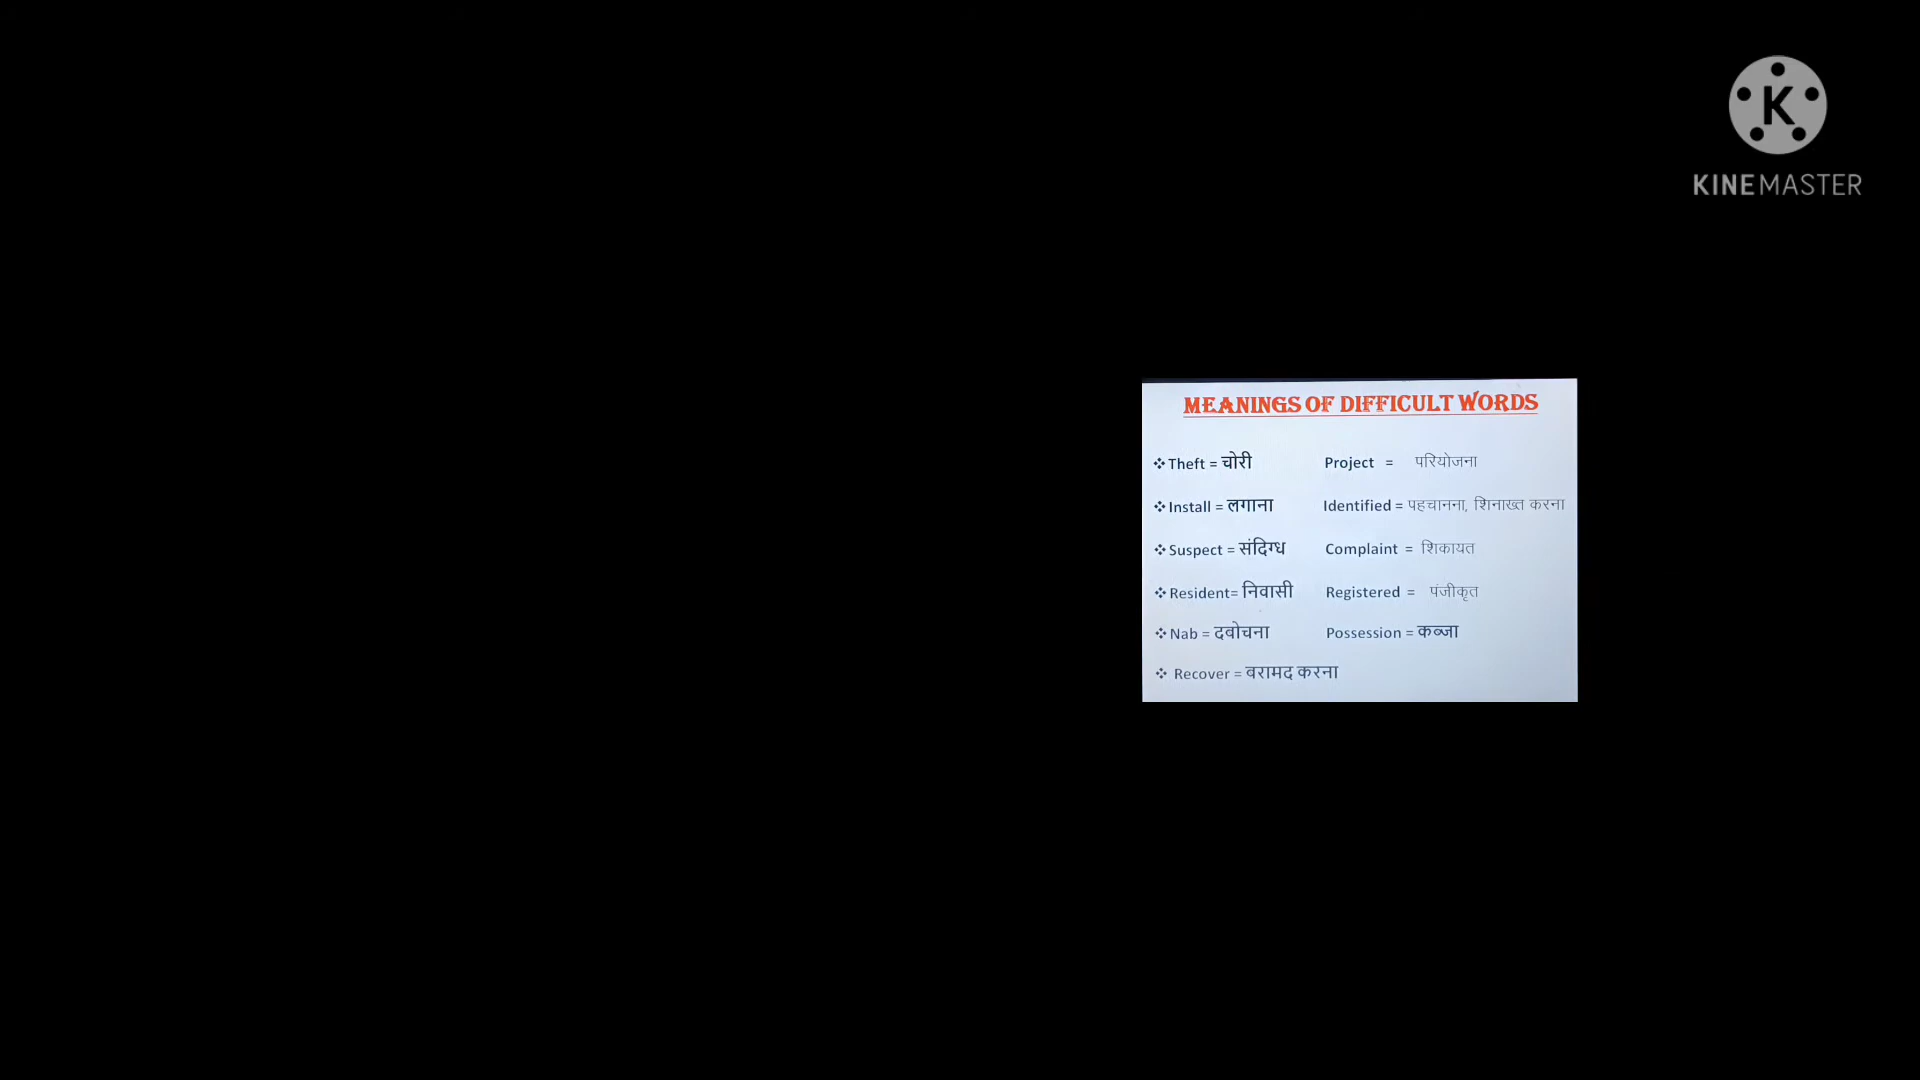 K
KINEMASTER
MEANINGS OF DIFFICULT WORDS
❖ Theft = चोरी Project = परियोजना
❖ Install = लगाना Identified = पहचानना, शिनाख्त करना
❖ Suspect = संदिग्ध Complaint = शिकायत
❖ Resident= निवासी Registered = पंजीकृत
❖ Nab = दबोचना Possession = कब्जा
❖ Recover = बरामद करना